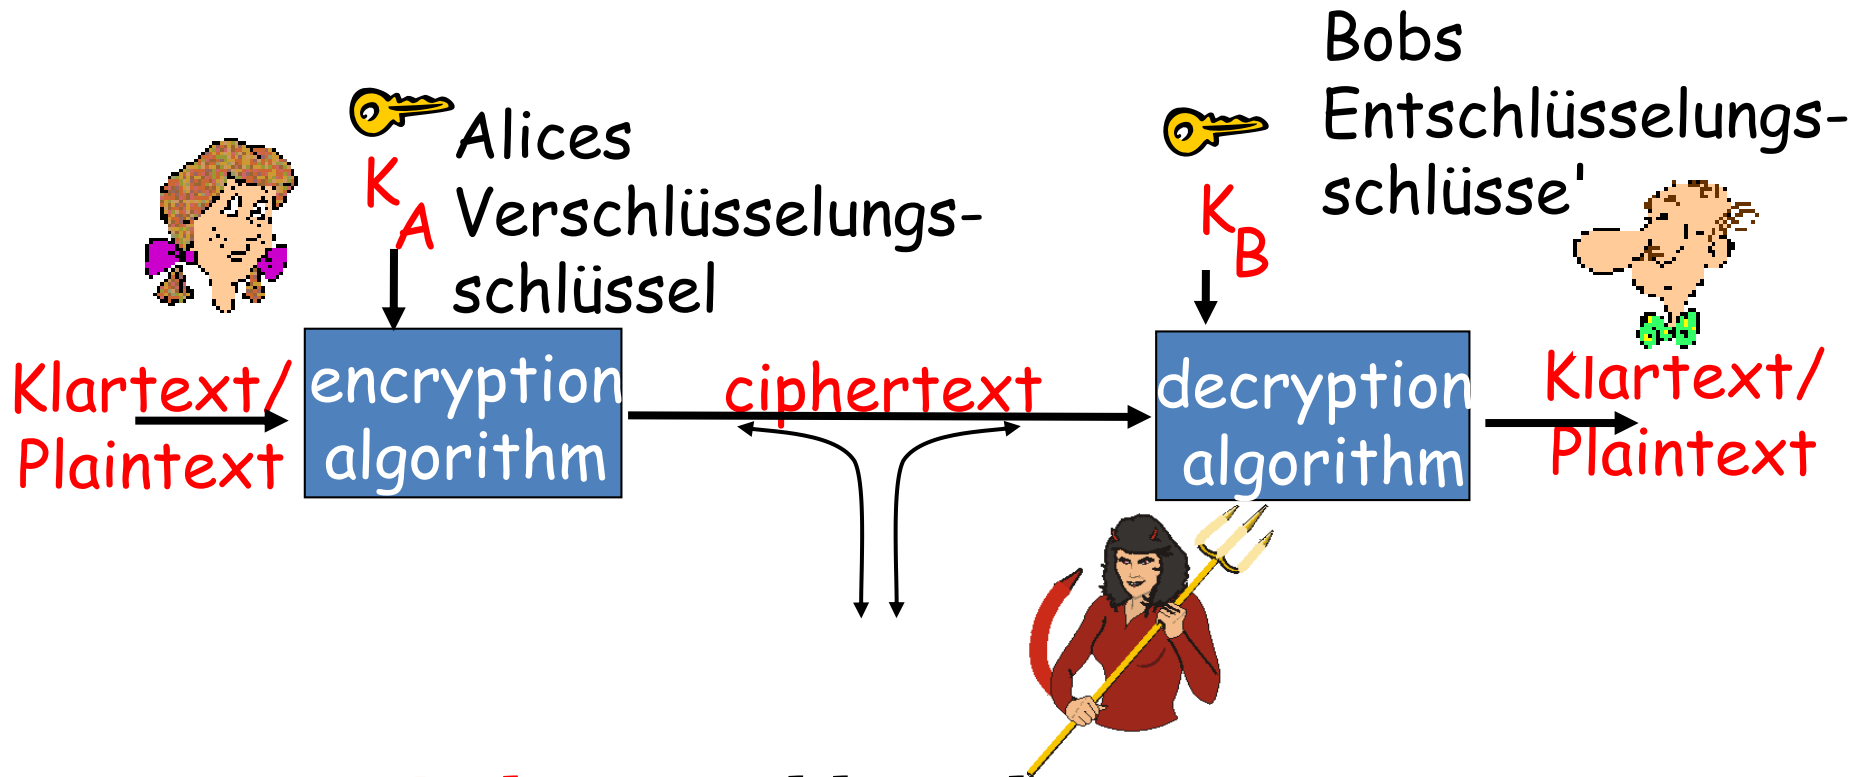 Bobs
Entschlüsselungs-
schlüsse'
Alices
Verschlüsselungs-
schlüssel
K
A
K
B
Klartext/
Plaintext
encryption
algorithm
ciphertext
decryption
algorithm
Klartext/
Plaintext